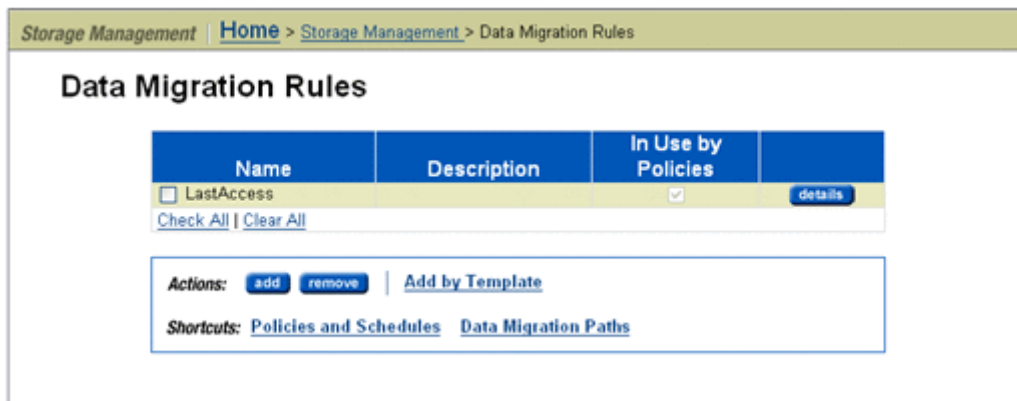 Storage Management | Home > Storage Management > Data Migration Rules
Data Migration Rules
Name Description In Use by Policies
LastAccess details
Check All | Clear All
Actions: add remove | Add by Template
Shortcuts: Policies and Schedules Data Migration Paths